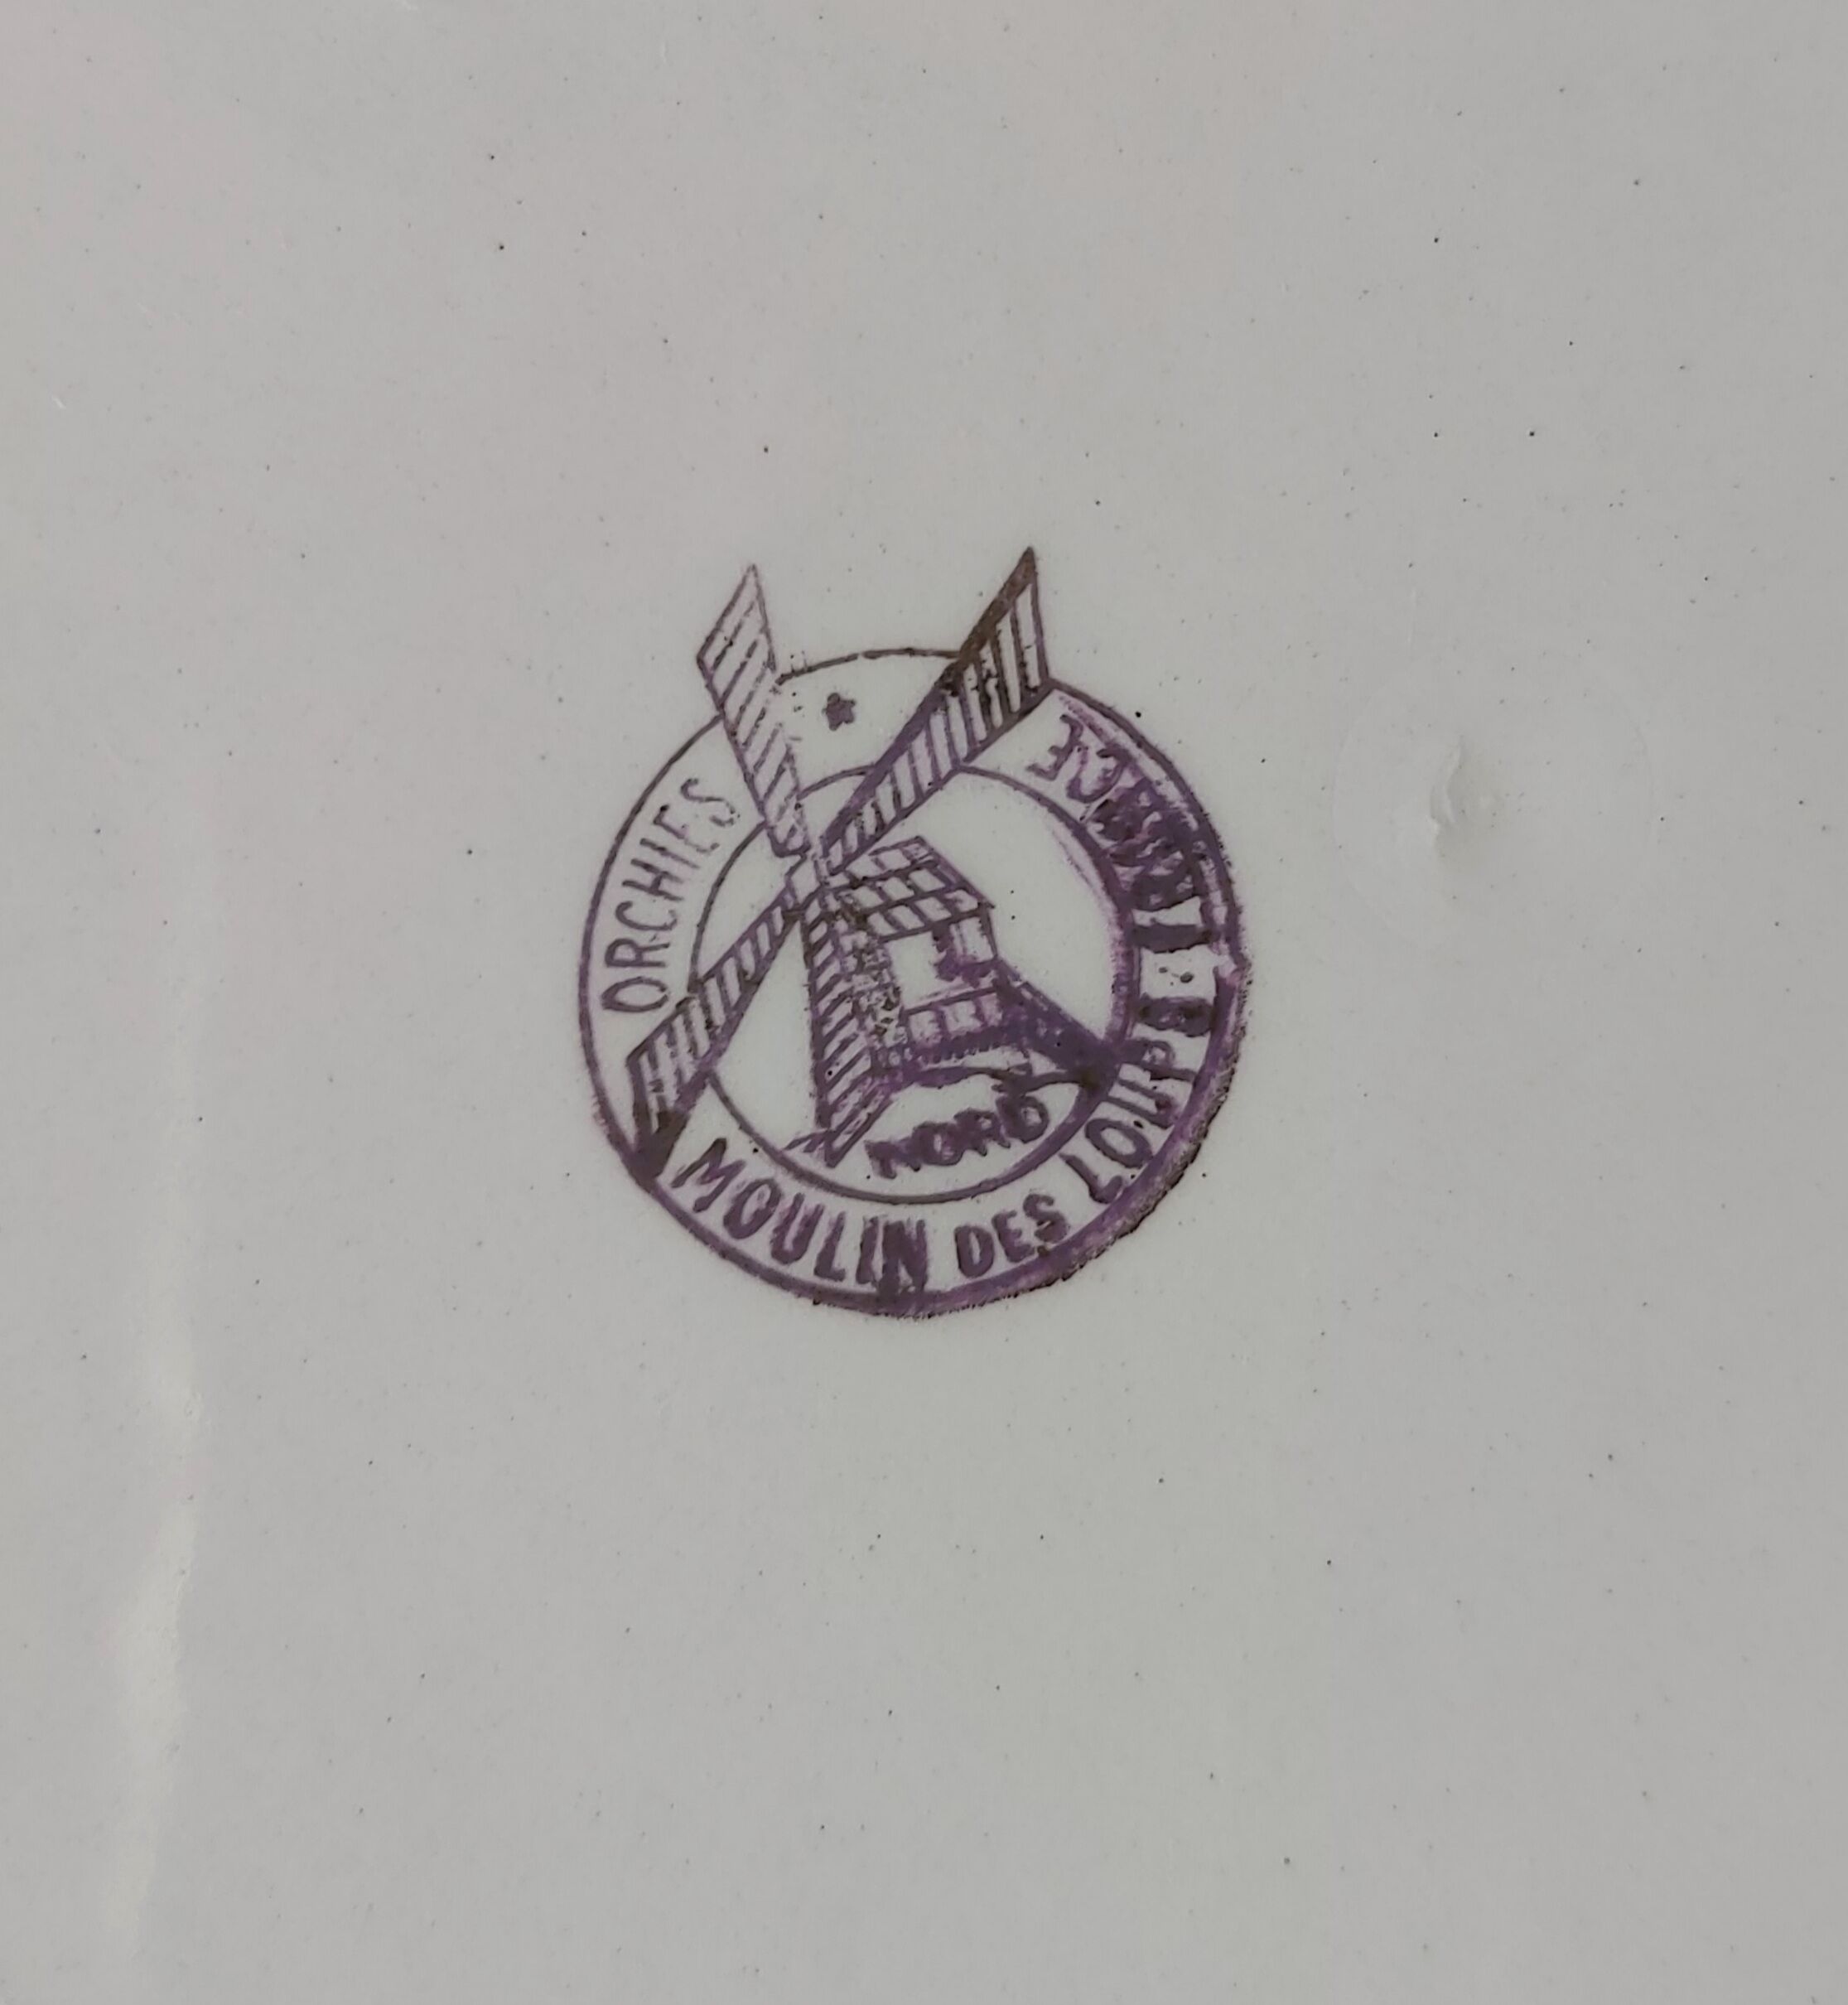 ORCHIES
MOULIN DES LOUPS
FRANCE
NORD